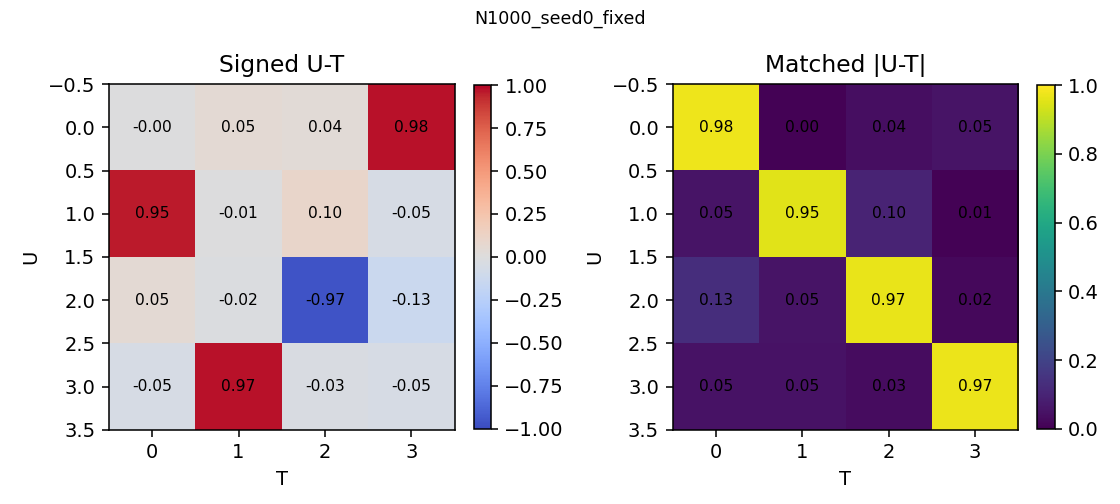 N1000_seed0_fixed
Signed U-T
Matched |U-T|
−0.5
0.0
0.5
1.0
1.5
2.0
2.5
3.0
3.5
U
-0.00 0.05 0.04 0.98
0.95 -0.01 0.10 -0.05
0.05 -0.02 -0.97 -0.13
-0.05 0.97 -0.03 -0.05
0 1 2 3
T
1.00
0.75
0.50
0.25
0.00
−0.25
−0.50
−0.75
−1.00
−0.5
0.0
0.5
1.0
1.5
2.0
2.5
3.0
3.5
U
0.98 0.00 0.04 0.05
0.05 0.95 0.10 0.01
0.13 0.05 0.97 0.02
0.05 0.05 0.03 0.97
0 1 2 3
T
1.0
0.8
0.6
0.4
0.2
0.0